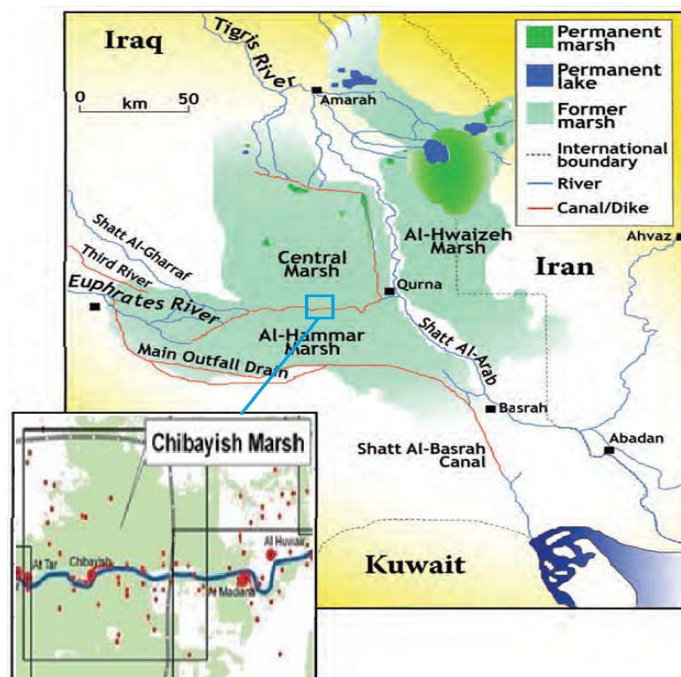 Iraq
Tigris River
Amarah
0 50
km
Permanent
marsh
Permanent
lake
Former
marsh
International
boundary
River
Canal/Dike
Ahvaz
Shatt Al-Gharraf
Third River
Euphrates River
Central
Marsh
Al-Hwaizeh
Marsh
Iran
Qurna
Al-Hammar
Marsh
Shatt Al-Arab
Main Outfall Drain
Basrah
Abadan
Shatt Al-Basrah
Canal
Kuwait
Chibayish Marsh
At Tar
Chibayish
Al Huwair
Al Madiana